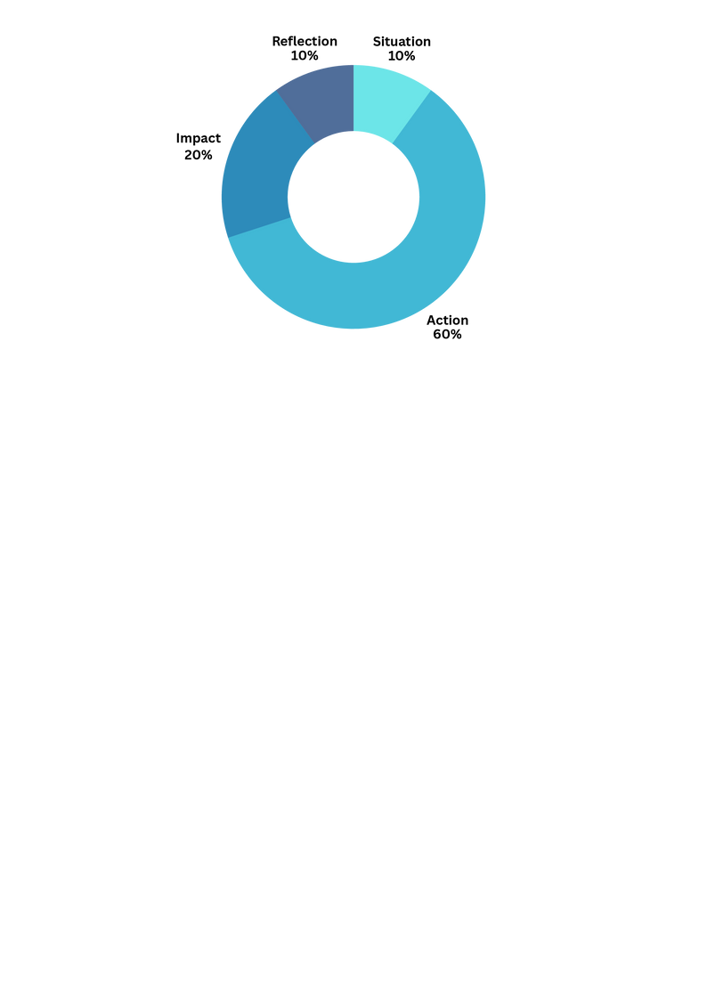 Reflection
10%
Situation
10%
Impact
20%
Action
60%